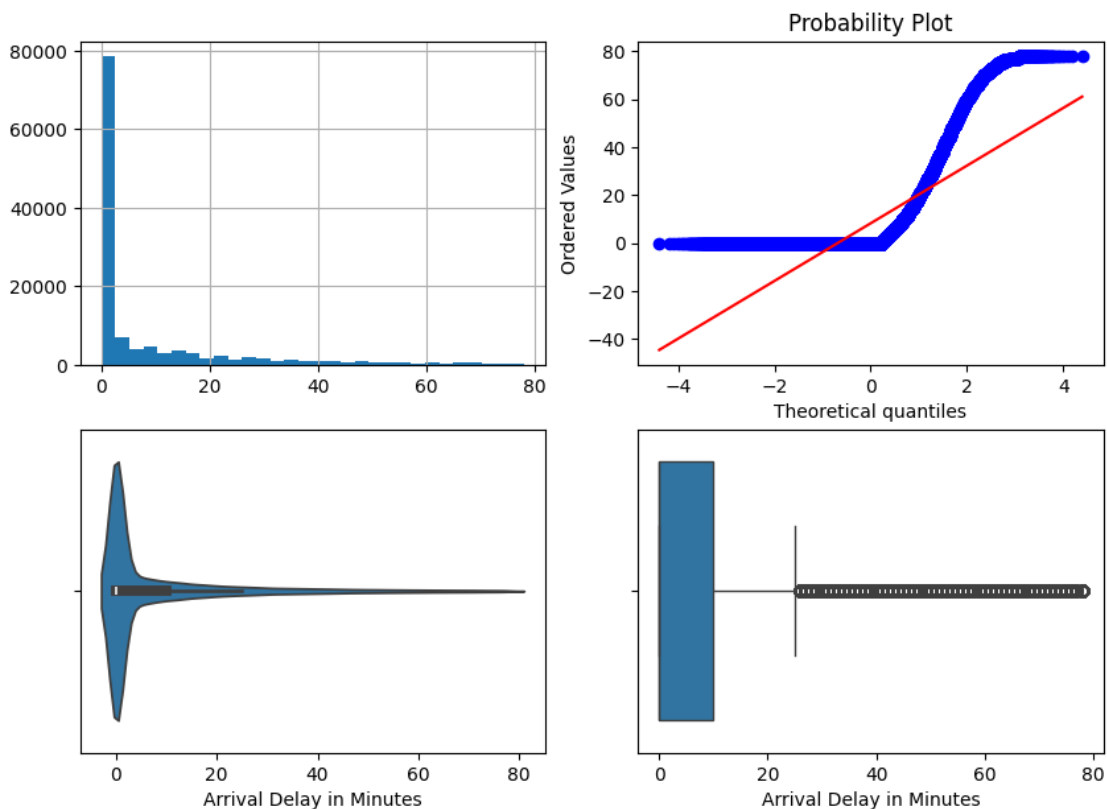 80000
60000
40000
20000
0
0 20 40 60 80
Probability Plot
80
60
40
20
0
−20
−40
Ordered Values
−4 −2 0 2 4
Theoretical quantiles
0 20 40 60 80
Arrival Delay in Minutes
0 20 40 60 80
Arrival Delay in Minutes